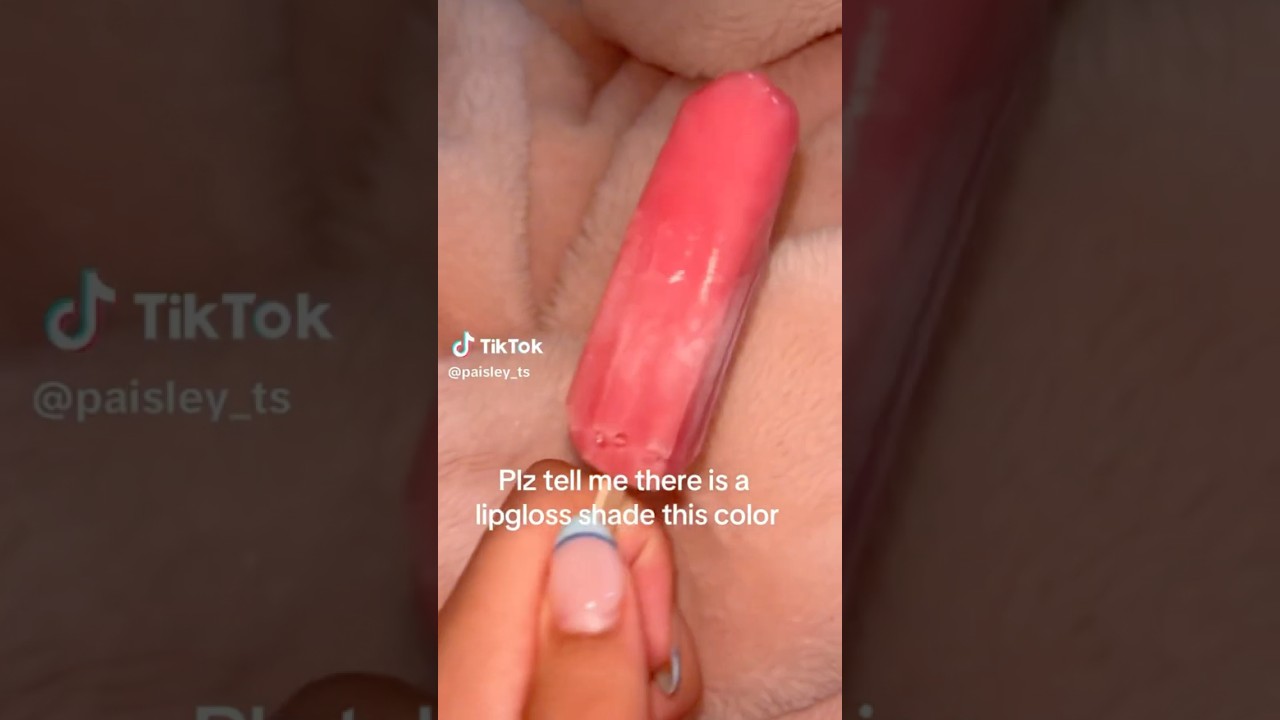 TikTok
@paisley_ts
TikTok
@paisley_ts
Plz tell me there is a
lipgloss shade this color